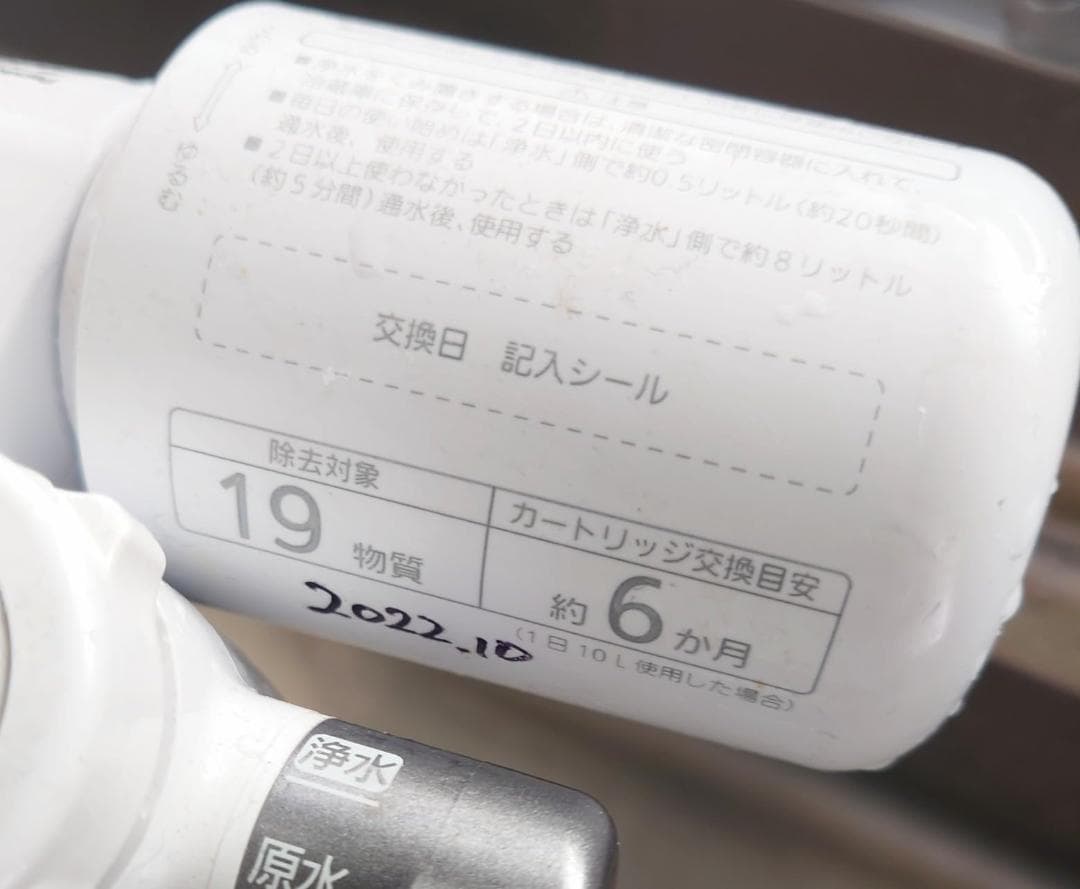 ゆるむ
■浄水をくみ置きする場合は、清潔な密閉容器に入れて、
冷蔵庫に保存して、2日以内に使う
■毎日の使い始めは「浄水」側で約0.5リットル(約20秒間)
通水後、使用する
■2日以上使わなかったときは「浄水」側で約8リットル
(約5分間)通水後、使用する
交換日 記入シール
除去対象
19物質
カートリッジ交換目安
約6か月
(1日10L使用した場合)
2022.10
浄水
原水